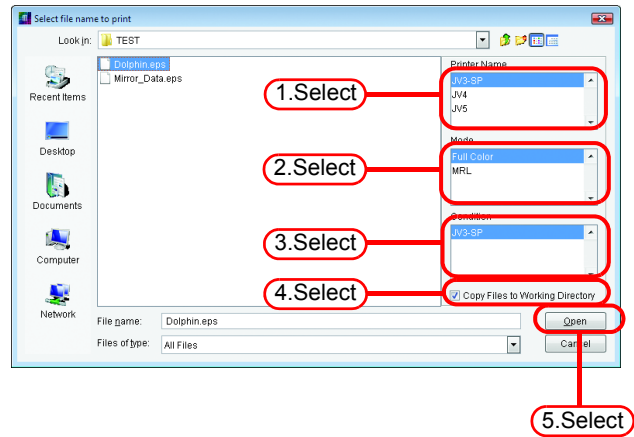 Select file name to print
Look in:
TEST
Dolphin.eps
Mirror_Data.eps
Recent Items
Desktop
Documents
Computer
Network
1.Select
Printer Name
JV3-SP
JV4
JV5
2.Select
Mode
Full Color
MRL
3.Select
Condition
JV3-SP
4.Select
Copy Files to Working Directory
File name:
Dolphin.eps
Open
Files of type:
All Files
Cancel
5.Select